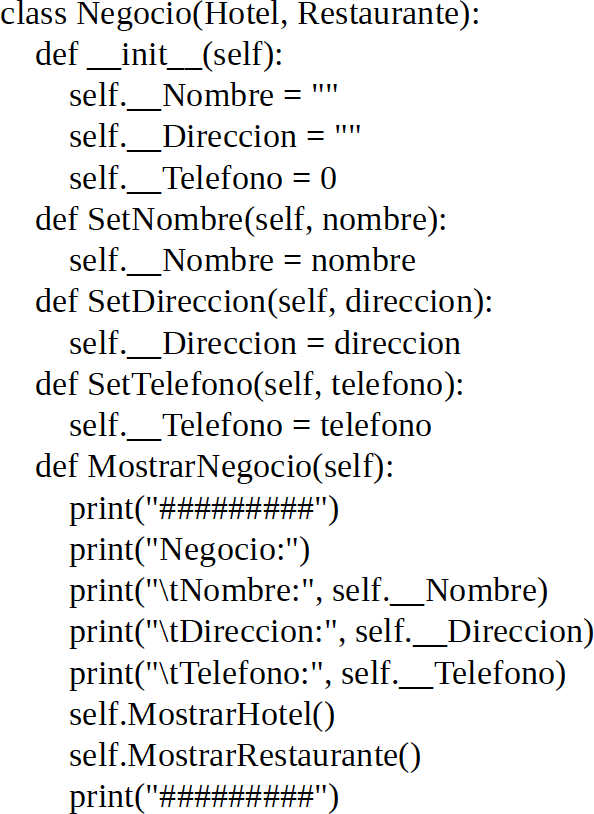 class Negocio(Hotel, Restaurante):
    def __init__(self):
        self.__Nombre = ""
        self.__Direccion = ""
        self.__Telefono = 0
    def SetNombre(self, nombre):
        self.__Nombre = nombre
    def SetDireccion(self, direccion):
        self.__Direccion = direccion
    def SetTelefono(self, telefono):
        self.__Telefono = telefono
    def MostrarNegocio(self):
        print("#########")
        print("Negocio:")
        print("\tNombre:", self.__Nombre)
        print("\tDireccion:", self.__Direccion)
        print("\tTelefono:", self.__Telefono)
        self.MostrarHotel()
        self.MostrarRestaurante()
        print("#########")